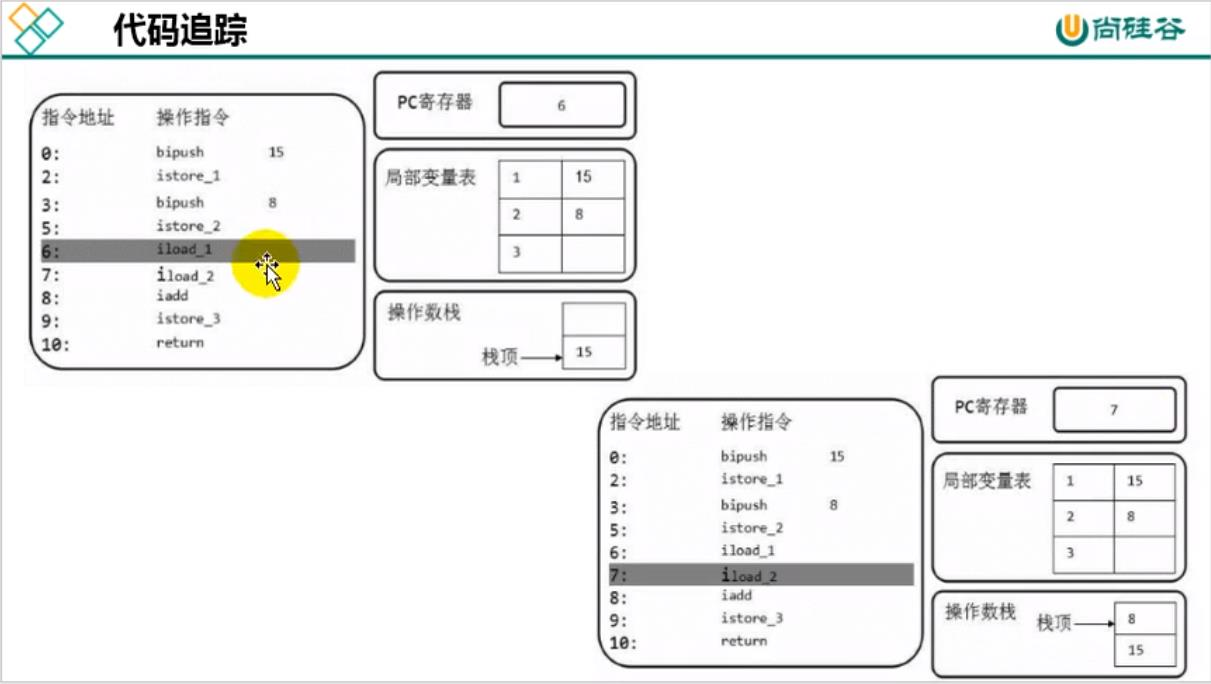 代码追踪
尚硅谷
指令地址 操作指令
0: bipush 15
2: istore_1
3: bipush 8
5: istore_2
6: iload_1
7: iload_2
8: iadd
9: istore_3
10: return
PC寄存器 6
局部变量表 1 15
2 8
3
操作数栈
栈顶 15
指令地址 操作指令
0: bipush 15
2: istore_1
3: bipush 8
5: istore_2
6: iload_1
7: iload_2
8: iadd
9: istore_3
10: return
PC寄存器 7
局部变量表 1 15
2 8
3
操作数栈 栈顶 8
15